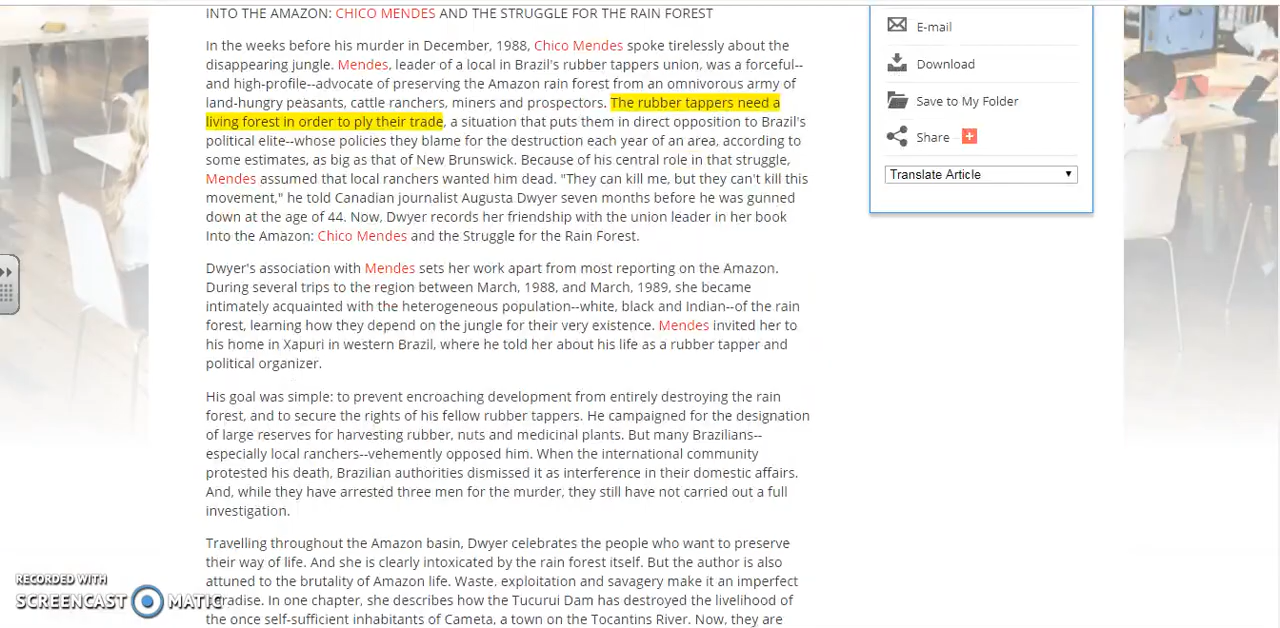 INTO THE AMAZON: CHICO MENDES AND THE STRUGGLE FOR THE RAIN FOREST
In the weeks before his murder in December, 1988, Chico Mendes spoke tirelessly about the
disappearing jungle. Mendes, leader of a local in Brazil's rubber tappers union, was a forceful--
and high-profile--advocate of preserving the Amazon rain forest from an omnivorous army of
land-hungry peasants, cattle ranchers, miners and prospectors. The rubber tappers need a
living forest in order to ply their trade, a situation that puts them in direct opposition to Brazil's
political elite--whose policies they blame for the destruction each year of an area, according to
some estimates, as big as that of New Brunswick. Because of his central role in that struggle,
Mendes assumed that local ranchers wanted him dead. "They can kill me, but they can't kill this
movement," he told Canadian journalist Augusta Dwyer seven months before he was gunned
down at the age of 44. Now, Dwyer records her friendship with the union leader in her book
Into the Amazon: Chico Mendes and the Struggle for the Rain Forest.
Dwyer's association with Mendes sets her work apart from most reporting on the Amazon.
During several trips to the region between March, 1988, and March, 1989, she became
intimately acquainted with the heterogeneous population--white, black and Indian--of the rain
forest, learning how they depend on the jungle for their very existence. Mendes invited her to
his home in Xapuri in western Brazil, where he told her about his life as a rubber tapper and
political organizer.
His goal was simple: to prevent encroaching development from entirely destroying the rain
forest, and to secure the rights of his fellow rubber tappers. He campaigned for the designation
of large reserves for harvesting rubber, nuts and medicinal plants. But many Brazilians--
especially local ranchers--vehemently opposed him. When the international community
protested his death, Brazilian authorities dismissed it as interference in their domestic affairs.
And, while they have arrested three men for the murder, they still have not carried out a full
investigation.
Travelling throughout the Amazon basin, Dwyer celebrates the people who want to preserve
their way of life. And she is clearly intoxicated by the rain forest itself. But the author is also
attuned to the brutality of Amazon life. Waste. exploitation and savagery make it an imperfect
paradise. In one chapter, she describes how the Tucurui Dam has destroyed the livelihood of
the once self-sufficient inhabitants of Cameta, a town on the Tocantins River. Now, they are
E-mail
Download
Save to My Folder
Share
Translate Article
RECORDED WITH
SCREENCAST MATIC